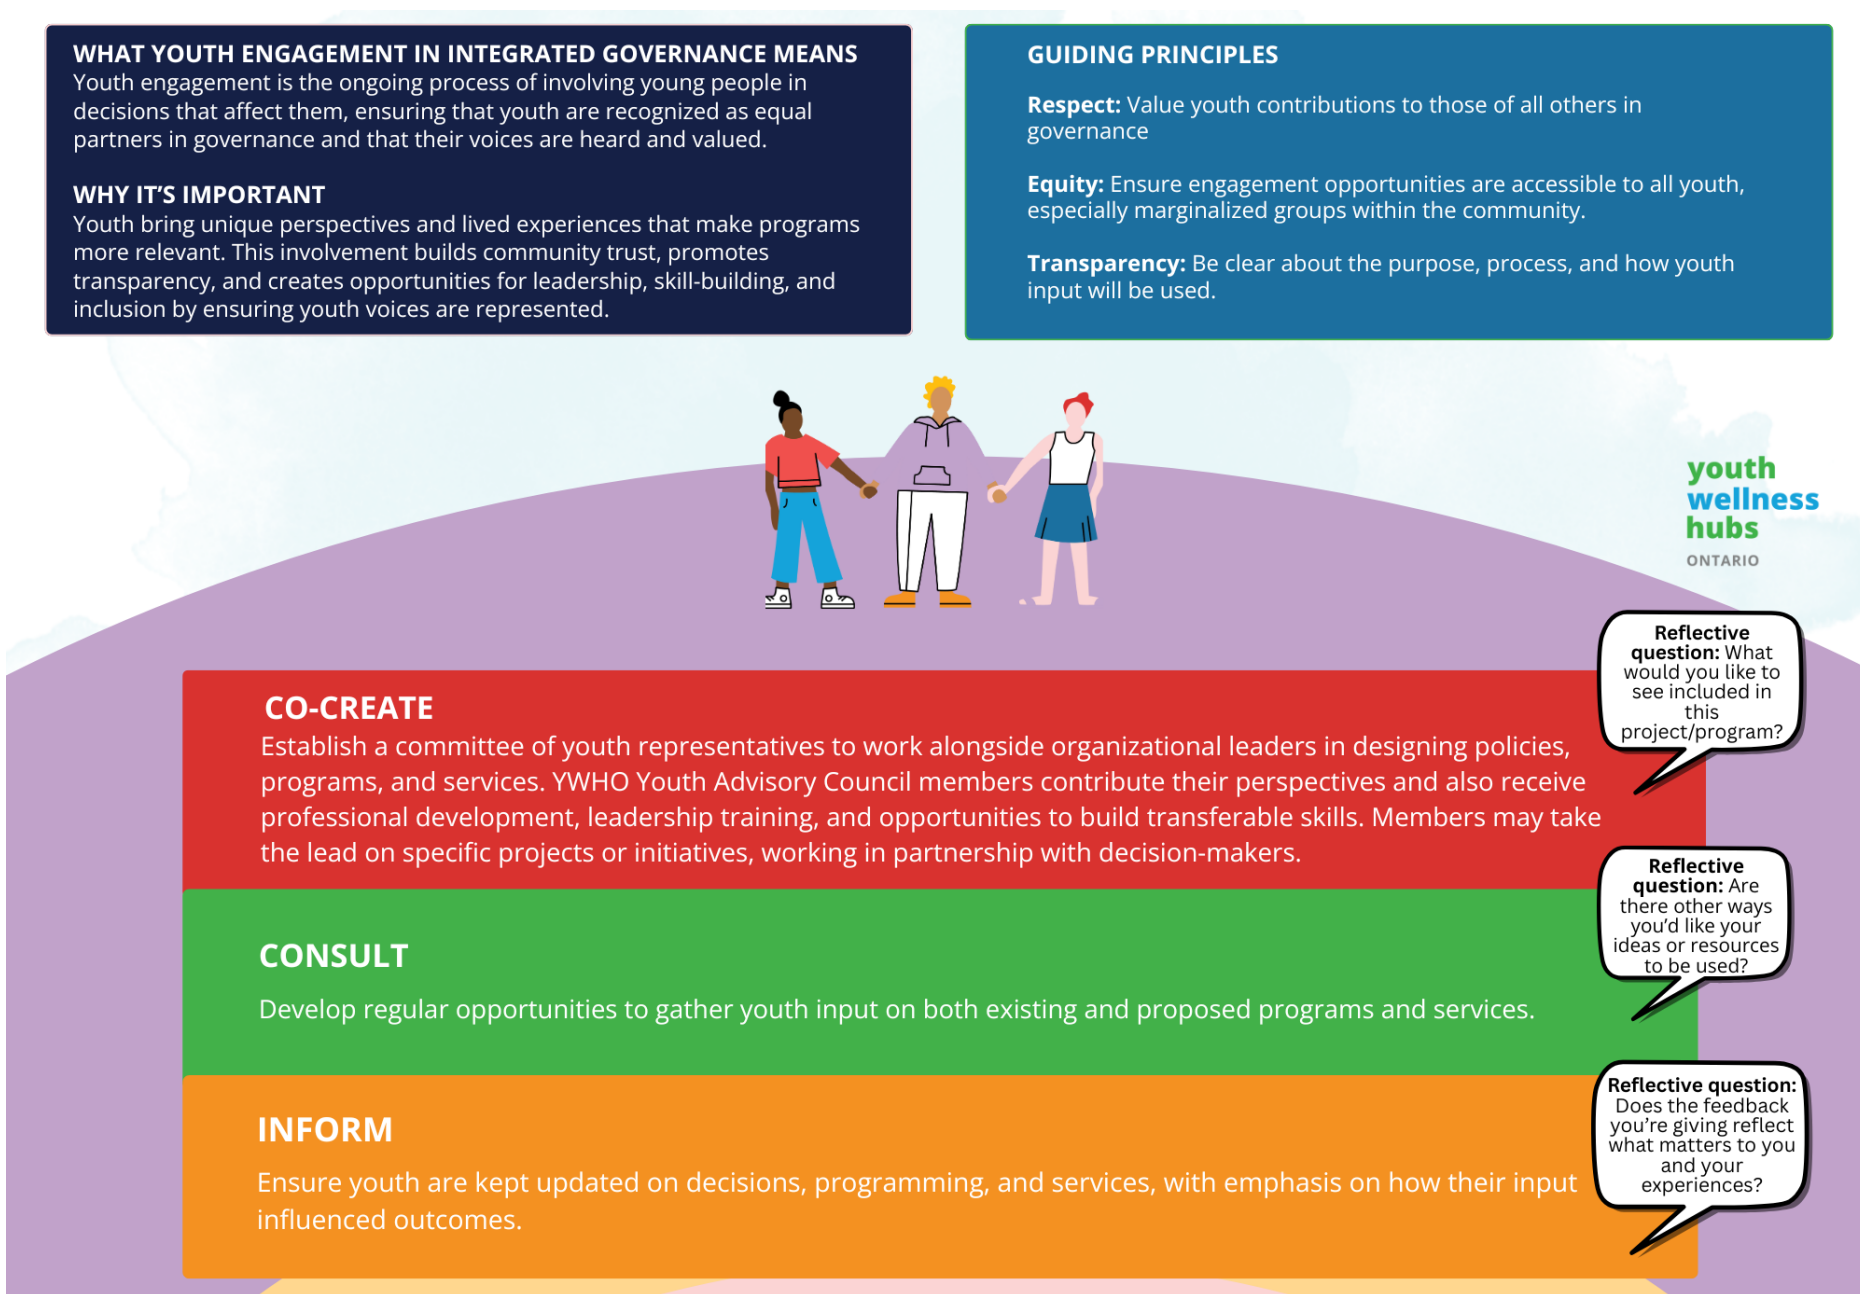 WHAT YOUTH ENGAGEMENT IN INTEGRATED GOVERNANCE MEANS
Youth engagement is the ongoing process of involving young people in
decisions that affect them, ensuring that youth are recognized as equal
partners in governance and that their voices are heard and valued.
WHY IT’S IMPORTANT
Youth bring unique perspectives and lived experiences that make programs
more relevant. This involvement builds community trust, promotes
transparency, and creates opportunities for leadership, skill-building, and
inclusion by ensuring youth voices are represented.
GUIDING PRINCIPLES
Respect: Value youth contributions to those of all others in
governance
Equity: Ensure engagement opportunities are accessible to all youth,
especially marginalized groups within the community.
Transparency: Be clear about the purpose, process, and how youth
input will be used.
youth
wellness
hubs
ONTARIO
CO-CREATE
Establish a committee of youth representatives to work alongside organizational leaders in designing policies,
programs, and services. YWHO Youth Advisory Council members contribute their perspectives and also receive
professional development, leadership training, and opportunities to build transferable skills. Members may take
the lead on specific projects or initiatives, working in partnership with decision-makers.
Reflective
question: What
would you like to
see included in
this
project/program?
CONSULT
Develop regular opportunities to gather youth input on both existing and proposed programs and services.
Reflective
question: Are
there other ways
you’d like your
ideas or resources
to be used?
INFORM
Ensure youth are kept updated on decisions, programming, and services, with emphasis on how their input
influenced outcomes.
Reflective question:
Does the feedback
you’re giving reflect
what matters to you
and your
experiences?